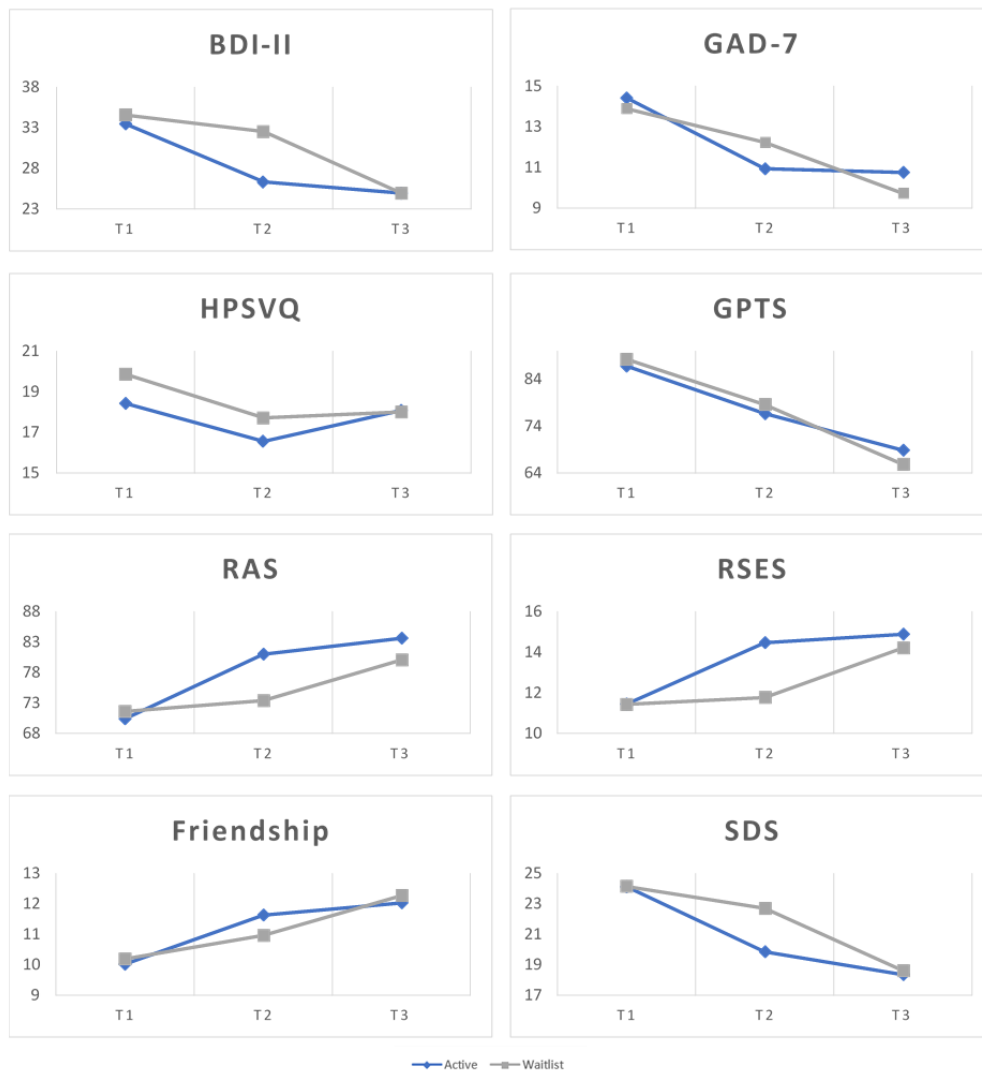 BDI-II
38
33
28
23
T1 T2 T3
GAD-7
15
13
11
9
T1 T2 T3
HPSVQ
21
19
17
15
T1 T2 T3
GPTS
84
74
64
T1 T2 T3
RAS
88
83
78
73
68
T1 T2 T3
RSES
16
14
12
10
T1 T2 T3
Friendship
13
12
11
10
9
T1 T2 T3
SDS
25
23
21
19
17
T1 T2 T3
Active Waitlist